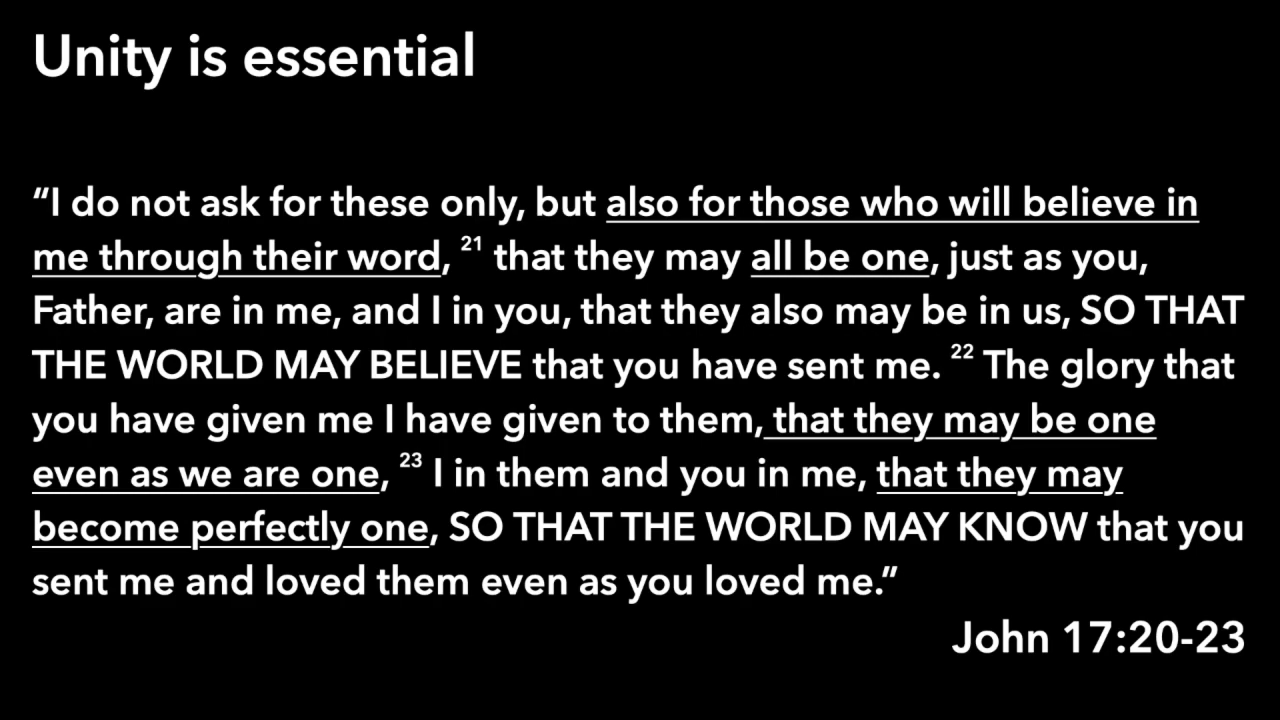 Unity is essential
“I do not ask for these only, but also for those who will believe in
me through their word, 21 that they may all be one, just as you,
Father, are in me, and I in you, that they also may be in us, SO THAT
THE WORLD MAY BELIEVE that you have sent me. 22 The glory that
you have given me I have given to them, that they may be one
even as we are one, 23 I in them and you in me, that they may
become perfectly one, SO THAT THE WORLD MAY KNOW that you
sent me and loved them even as you loved me.”
John 17:20-23